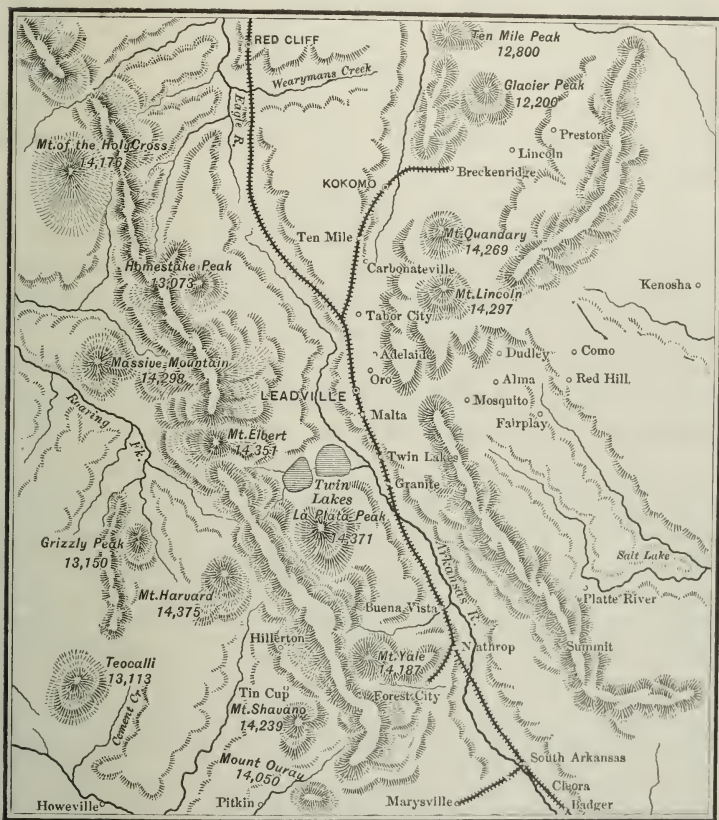 RED CLIFF
Ten Mile Peak
12,800
Wearymans Creek
Glacier Peak
12,200
Eagle R.
Preston
Mt. of the Holy Cross
14,176
Lincoln
Breckenridge
KOKOMO
Ten Mile
Mt. Quandary
14,269
Carbonateville
Homestake Peak
13,073
Mt. Lincoln
14,297
Kenosha
Tabor City
Massive Mountain
14,298
Adelaide
Dudley
Como
Oro
Alma
Red Hill
LEADVILLE
Mosquito
Malta
Fairplay
Roaring Fk.
Mt. Elbert
14,351
Twin Lakes
Twin
Lakes
Granite
La Plata Peak
14,371
Grizzly Peak
13,150
Salt Lake
Arkansas R.
Mt. Harvard
14,375
Platte River
Buena Vista
Hillerton
Nathrop
Summit
Mt. Yale
14,187
Teocalli
13,113
Forest City
Tin Cup
Cement C.
Mt. Shavano
14,239
Mount Ouray
14,050
South Arkansas
Cleora
Howeville
Pitkin
Marysville
Badger